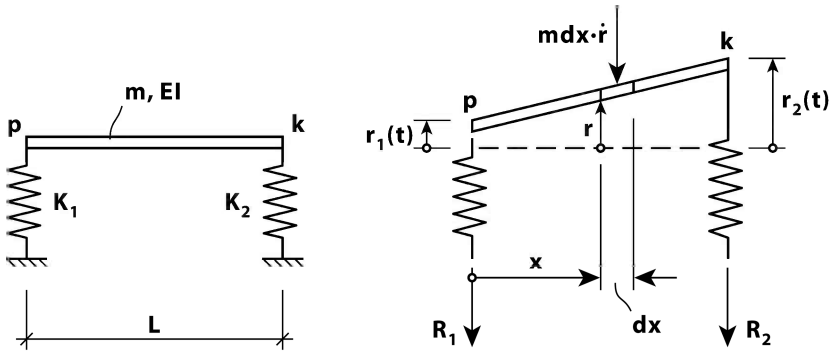 m, EI
p
k
K₁
K₂
L
mdx·ṙ
k
p
r₁(t)
r
r₂(t)
x
dx
R₁
R₂